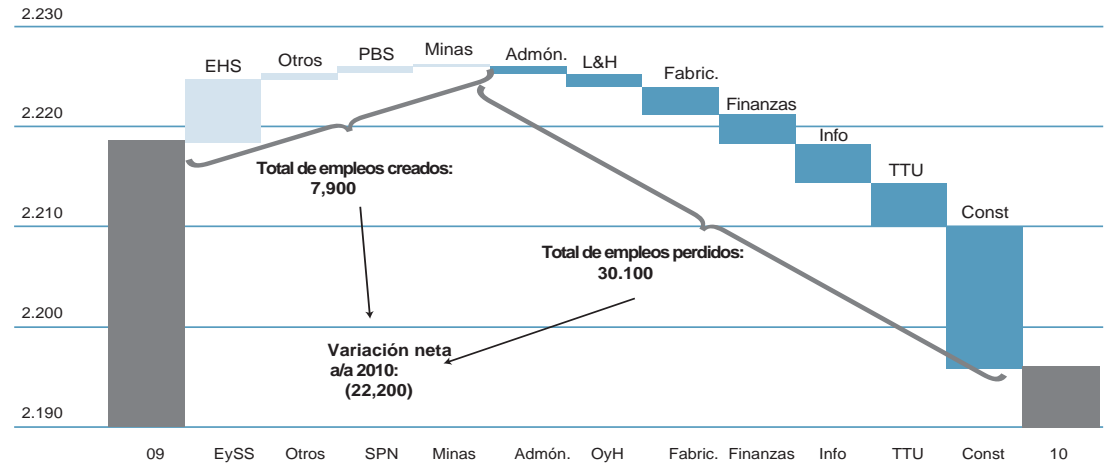 2.230
2.220
2.210
2.200
2.190
EHS
Otros
PBS
Minas
Admón.
L&H
Fabric.
Finanzas
Info
TTU
Const
Total de empleos creados:
7,900
Total de empleos perdidos:
30.100
Variación neta
a/a 2010:
(22,200)
09 EySS Otros SPN Minas Admón. OyH Fabric. Finanzas Info TTU Const 10